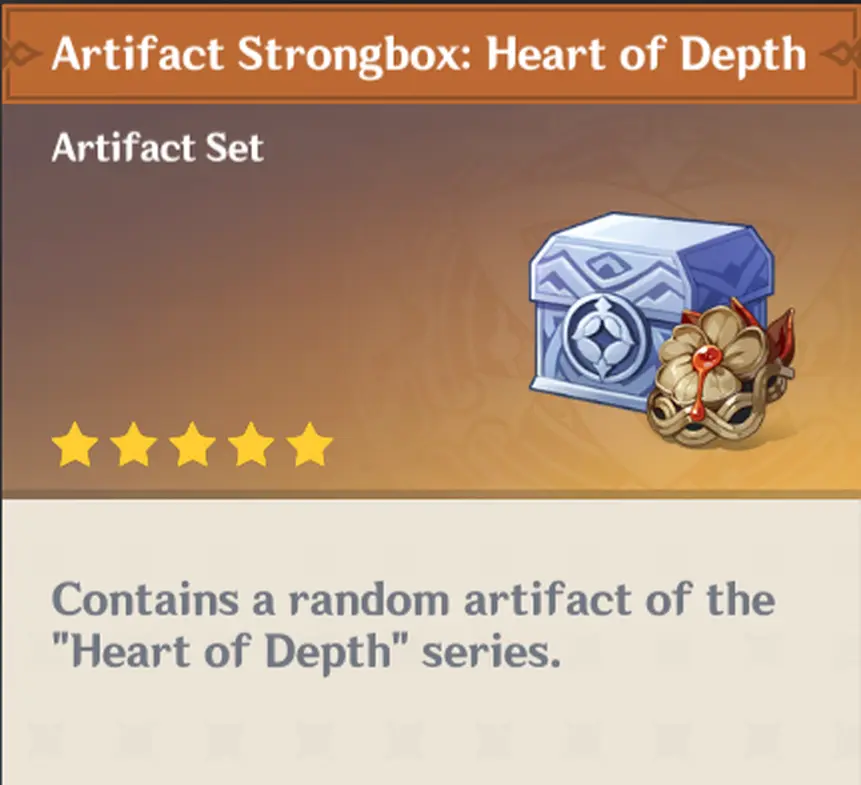 Artifact Strongbox: Heart of Depth
Artifact Set
Contains a random artifact of the
"Heart of Depth" series.